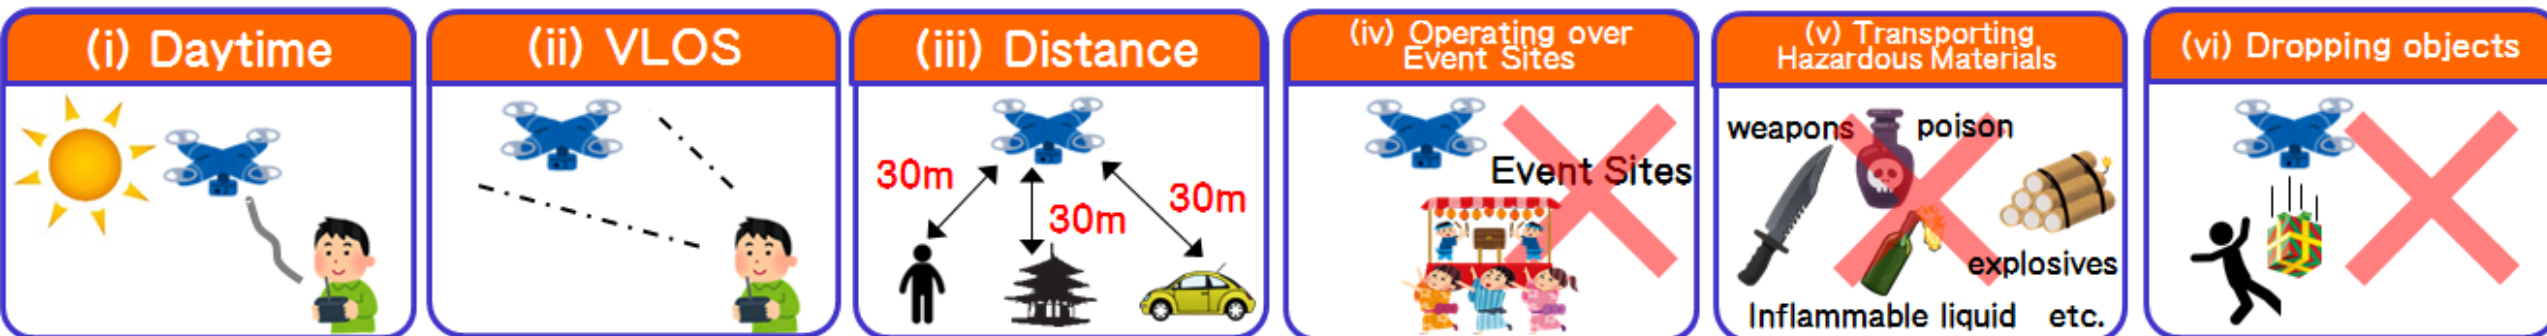 (i) Daytime
(ii) VLOS
(iii) Distance
30m
30m
30m
(iv) Operating over
Event Sites
Event Sites
(v) Transporting
Hazardous Materials
weapons
poison
explosives
Inflammable liquid etc.
(vi) Dropping objects